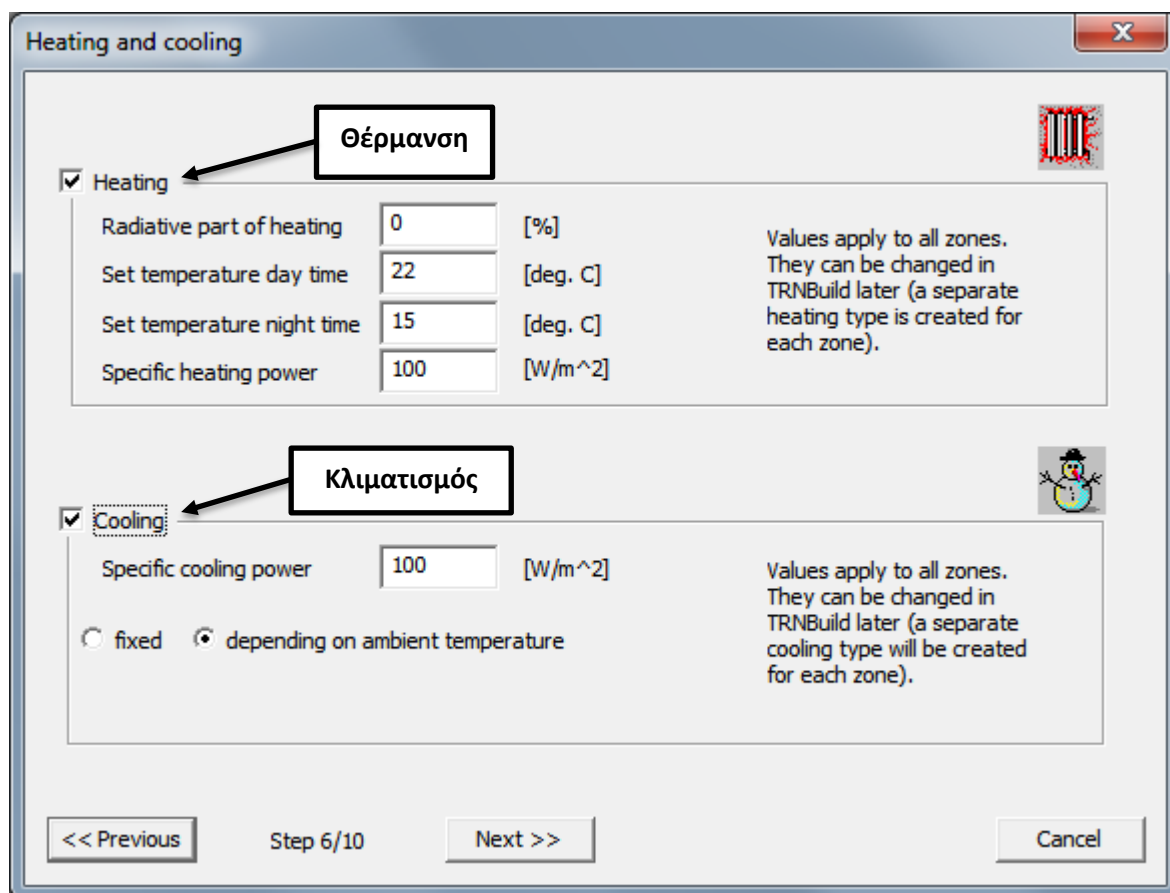 Heating and cooling
Θέρμανση
Heating
Radiative part of heating 0 [%]
Set temperature day time 22 [deg. C]
Set temperature night time 15 [deg. C]
Specific heating power 100 [W/m^2]
Values apply to all zones.
They can be changed in
TRNBuild later (a separate
heating type is created for
each zone).
Κλιματισμός
Cooling
Specific cooling power 100 [W/m^2]
fixed depending on ambient temperature
Values apply to all zones.
They can be changed in
TRNBuild later (a separate
cooling type will be created
for each zone).
<< Previous Step 6/10 Next >> Cancel